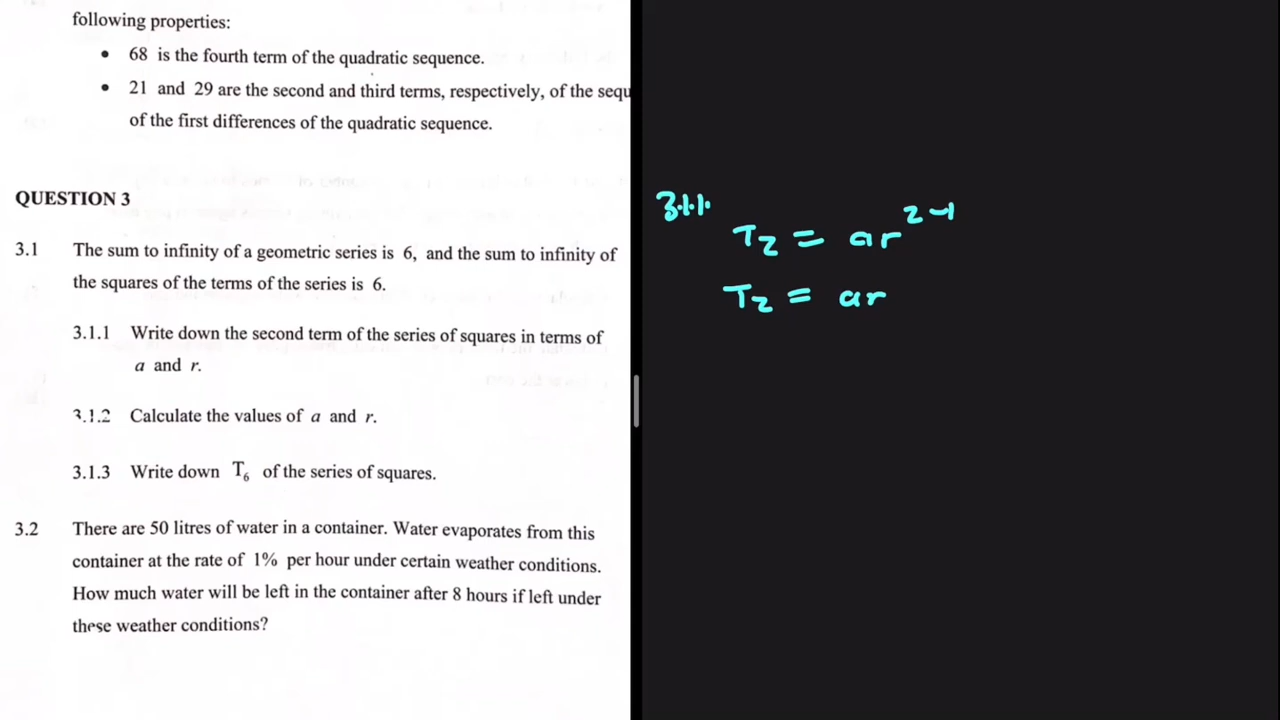 following properties:
• 68 is the fourth term of the quadratic sequence.
• 21 and 29 are the second and third terms, respectively, of the sequ
of the first differences of the quadratic sequence.
QUESTION 3
3.1 The sum to infinity of a geometric series is 6, and the sum to infinity of
the squares of the terms of the series is 6.
3.1.1 Write down the second term of the series of squares in terms of
a and r.
3.1.2 Calculate the values of a and r.
3.1.3 Write down T₆ of the series of squares.
3.2 There are 50 litres of water in a container. Water evaporates from this
container at the rate of 1% per hour under certain weather conditions.
How much water will be left in the container after 8 hours if left under
these weather conditions?
3.1.1.
T₂ = ar²⁻¹
T₂ = ar